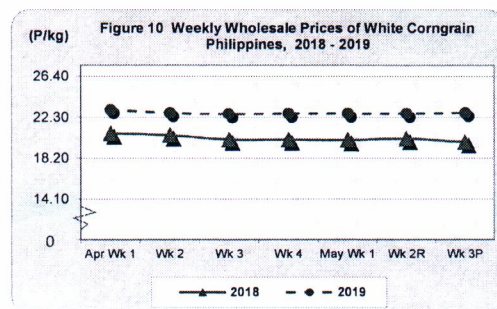 Figure 10 Weekly Wholesale Prices of White Corngrain
Philippines, 2018 - 2019
(P/kg)
26.40
22.30
18.20
14.10
0
Apr Wk 1 Wk 2 Wk 3 Wk 4 May Wk 1 Wk 2R Wk 3P
2018 2019